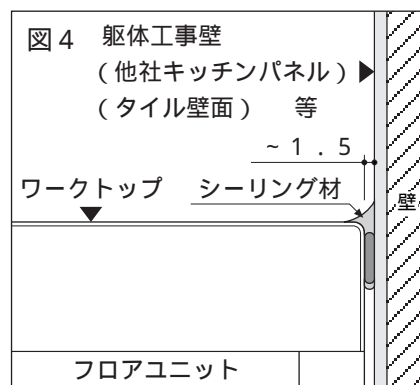 図4 躯体工事壁
(他社キッチンパネル)▶
(タイル壁面) 等
~1.5
ワークトップ シーリング材
壁
フロアユニット